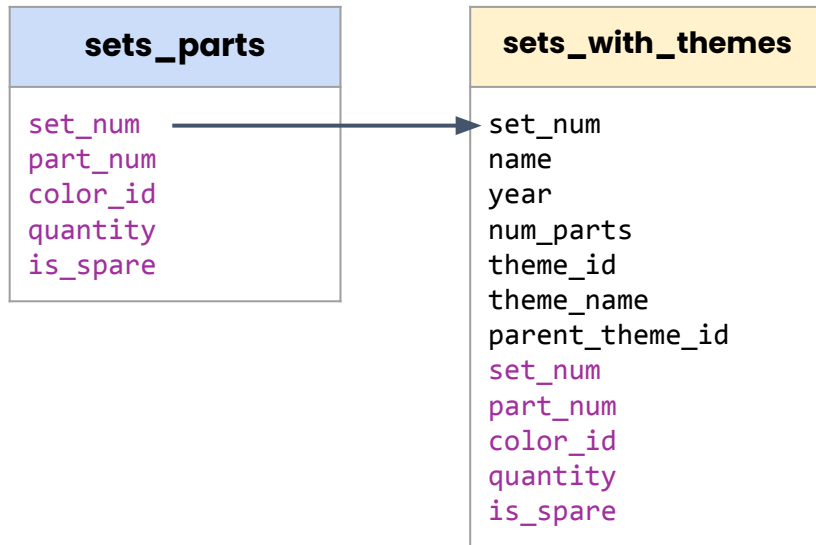 sets_parts
set_num
part_num
color_id
quantity
is_spare
sets_with_themes
set_num
name
year
num_parts
theme_id
theme_name
parent_theme_id
set_num
part_num
color_id
quantity
is_spare